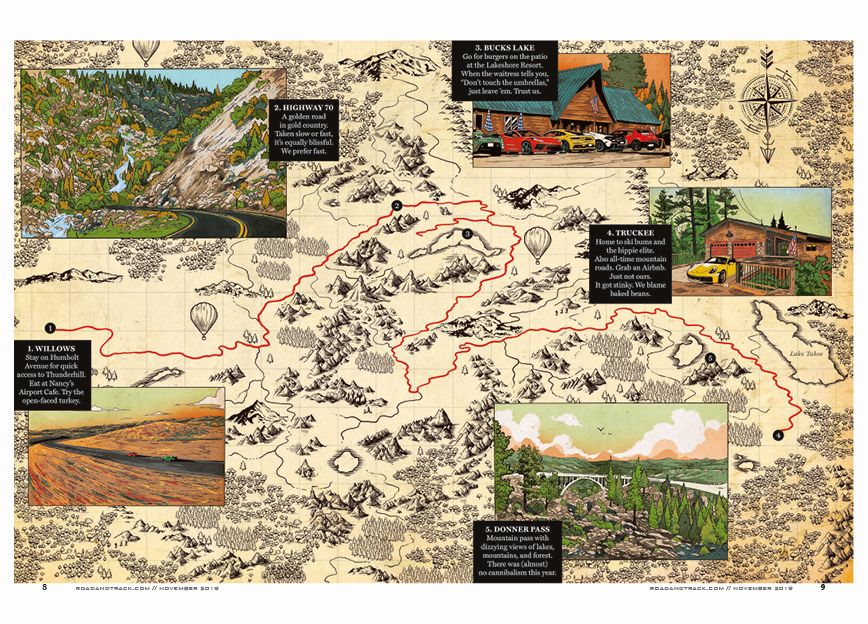 3. BUCKS LAKE
Go for burgers on the patio
at the Lakeshore Resort.
When the waitress tells you,
“Don’t touch the umbrellas,”
just leave ’em. Trust us.
2. HIGHWAY 70
A golden road
in gold country.
Taken slow or fast,
it’s equally blissful.
We prefer fast.
2
3
4. TRUCKEE
Home to ski bums and
the hippie elite.
Also all-time mountain
roads. Grab an Airbnb.
Just not ours.
It got stinky. We blame
baked beans.
1
1. WILLOWS
Stay on Humbolt
Avenue for quick
access to Thunderhill.
Eat at Nancy’s
Airport Cafe. Try the
open-faced turkey.
Lake Tahoe
5
4
5. DONNER PASS
Mountain pass with
dizzying views of lakes,
mountains, and forest.
There was (almost)
no cannibalism this year.
8 ROADANDTRACK.COM // NOVEMBER 2019
ROADANDTRACK.COM // NOVEMBER 2019 9